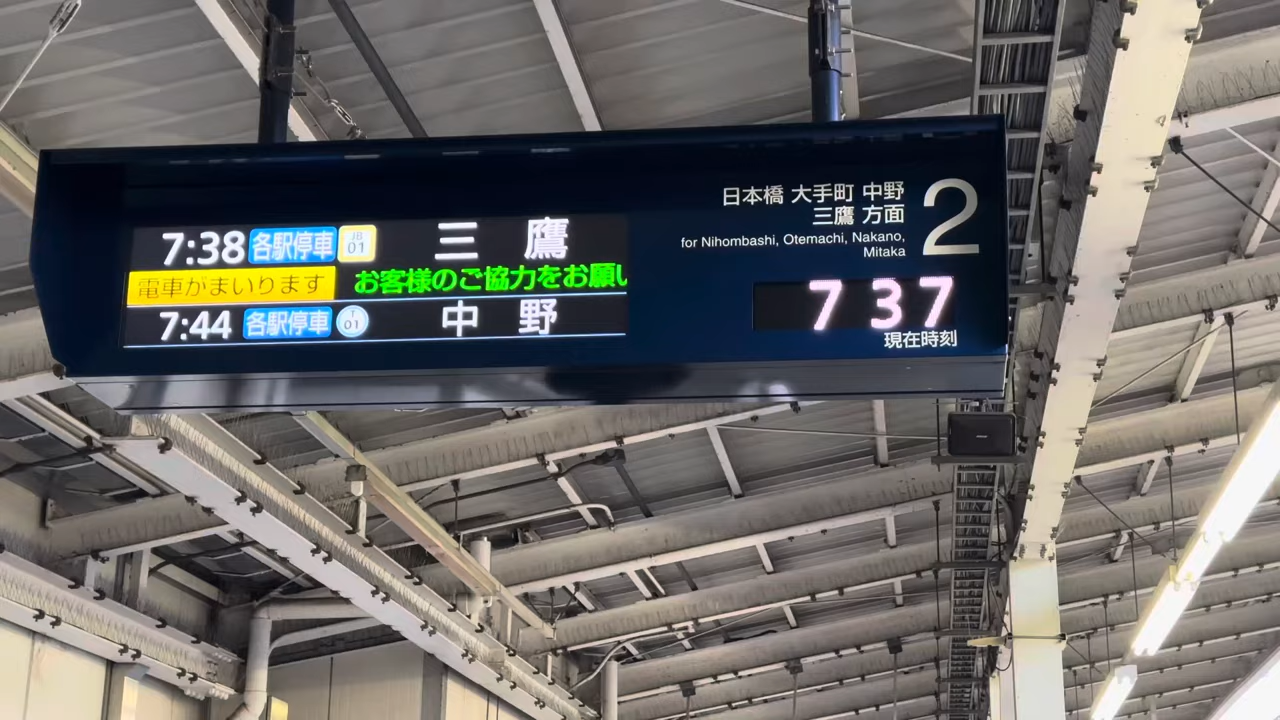 7:38 各駅停車 JB 01 三鷹
電車がまいります お客様のご協力をお願い
7:44 各駅停車 T 01 中野
日本橋 大手町 中野
三鷹 方面
2
for Nihombashi, Otemachi, Nakano,
Mitaka
7 37
現在時刻